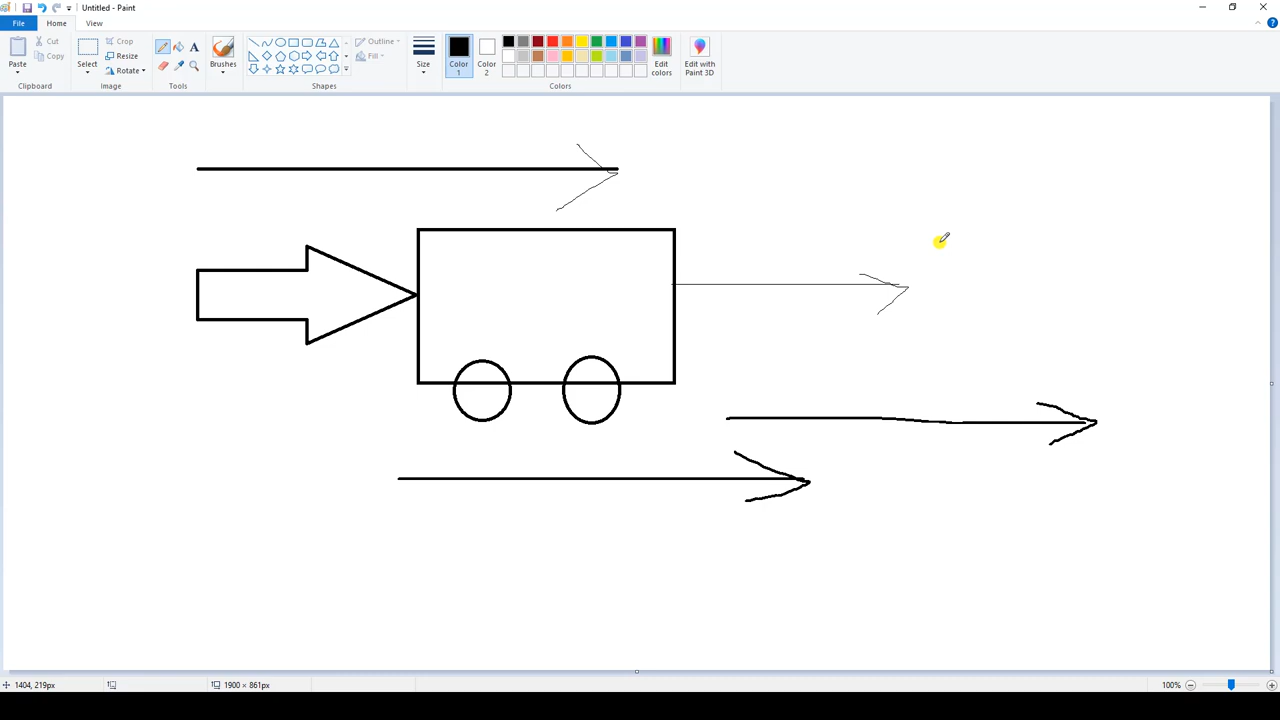 Untitled - Paint
File Home View
Paste
Cut
Copy
Clipboard
Select
Crop
Resize
Rotate
Image
A
Tools
Brushes
Outline
Fill
Shapes
Size
Color 1
Color 2
Edit colors
Colors
Edit with Paint 3D
1404, 219px
1900 × 861px
100%